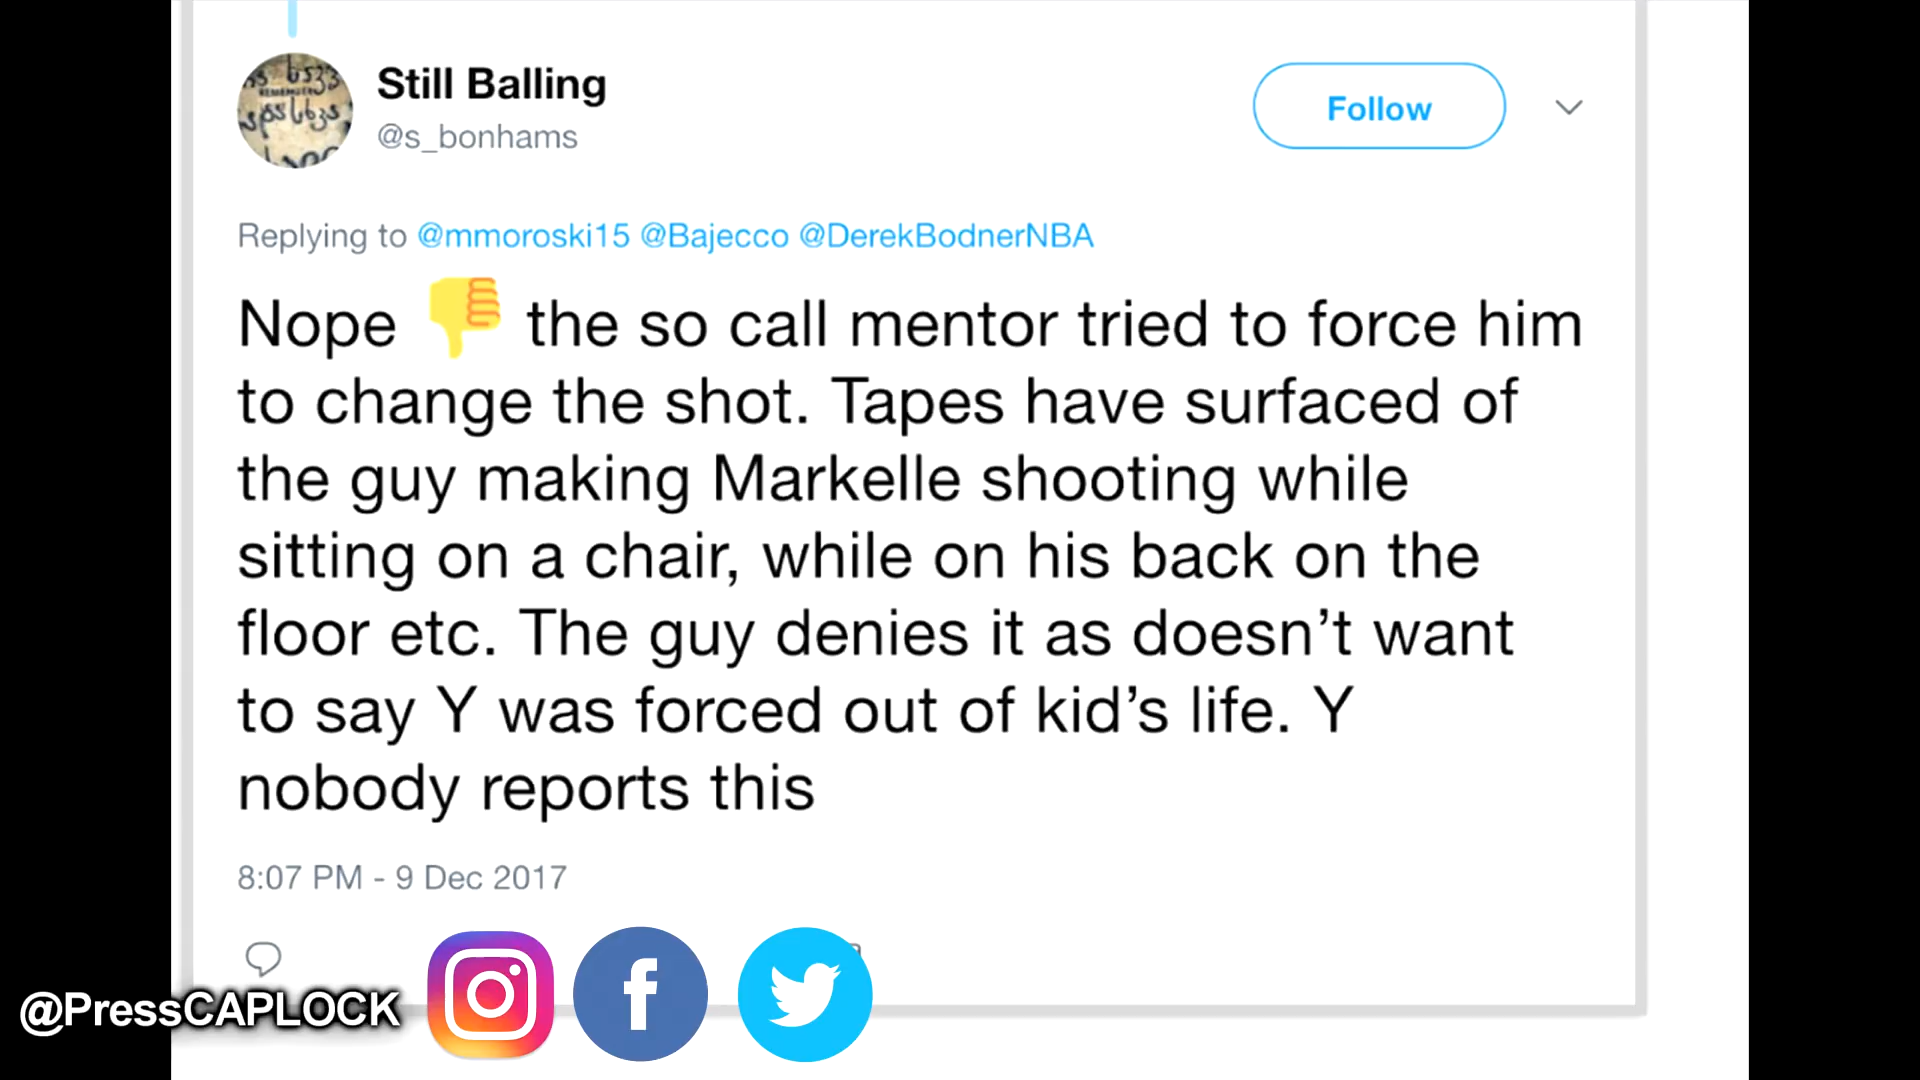 Still Balling
@s_bonhams
Follow
Replying to @mmoroski15 @Bajecco @DerekBodnerNBA
Nope 👎 the so call mentor tried to force him
to change the shot. Tapes have surfaced of
the guy making Markelle shooting while
sitting on a chair, while on his back on the
floor etc. The guy denies it as doesn’t want
to say Y was forced out of kid’s life. Y
nobody reports this
8:07 PM - 9 Dec 2017
@PressCAPLOCK